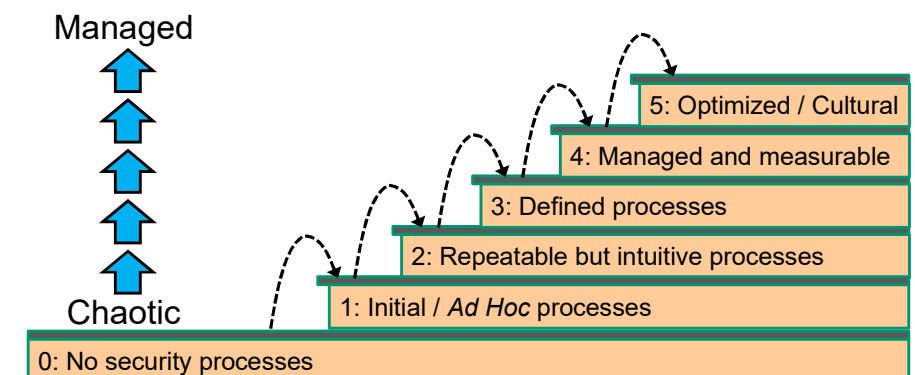 Managed
Chaotic
5: Optimized / Cultural
4: Managed and measurable
3: Defined processes
2: Repeatable but intuitive processes
1: Initial / Ad Hoc processes
0: No security processes